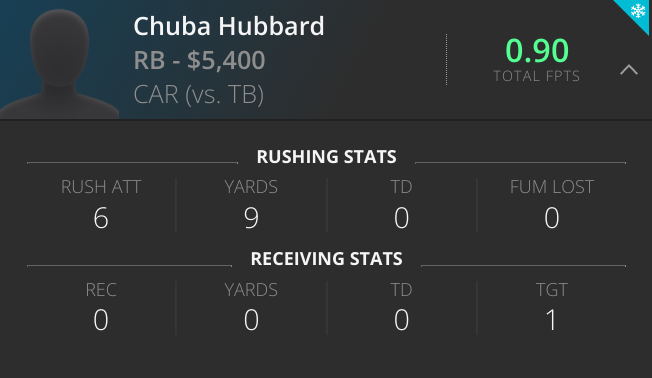 Chuba Hubbard
RB - $5,400
CAR (vs. TB)
0.90
TOTAL FPTS
RUSHING STATS
RUSH ATT YARDS TD FUM LOST
6 9 0 0
RECEIVING STATS
REC YARDS TD TGT
0 0 0 1